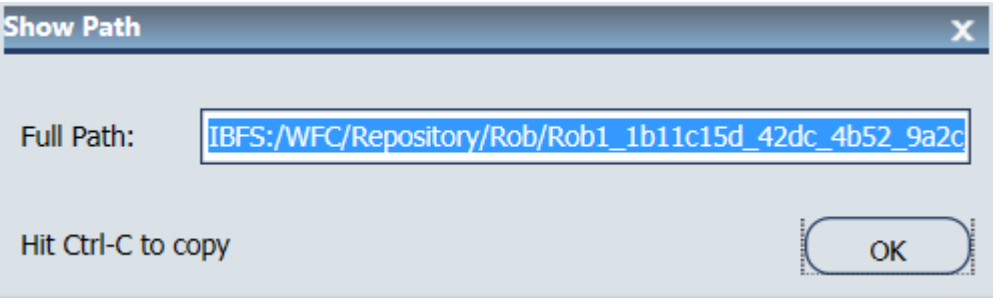 Show Path
x
Full Path: IBFS:/WFC/Repository/Rob/Rob1_1b11c15d_42dc_4b52_9a2c
Hit Ctrl-C to copy
OK